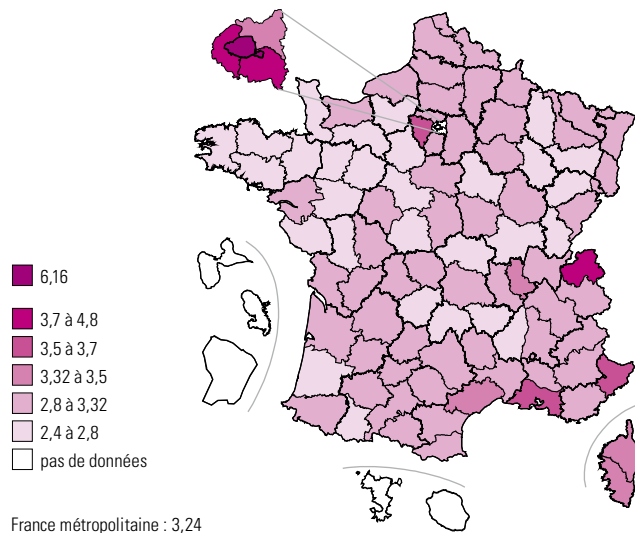 6,16
3,7 à 4,8
3,5 à 3,7
3,32 à 3,5
2,8 à 3,32
2,4 à 2,8
pas de données
France métropolitaine : 3,24